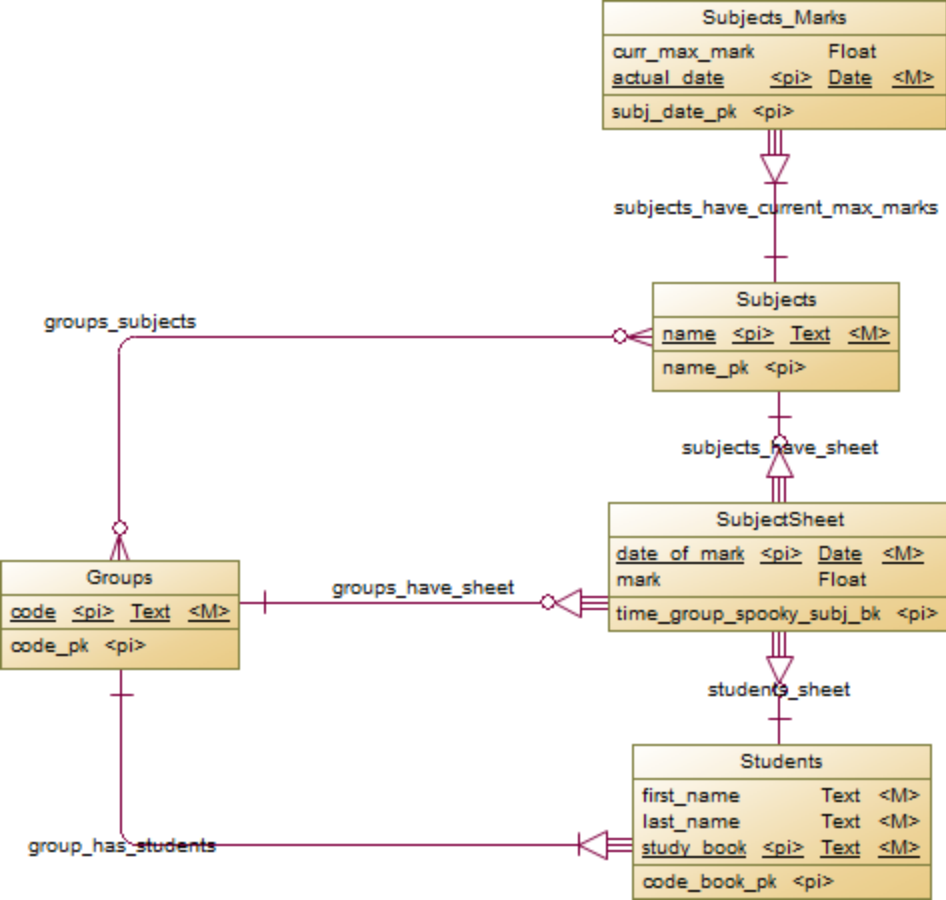 Subjects_Marks
curr_max_mark Float
actual_date <pi> Date <M>
subj_date_pk <pi>
subjects_have_current_max_marks
Subjects
name <pi> Text <M>
name_pk <pi>
groups_subjects
subjects_have_sheet
SubjectSheet
date_of_mark <pi> Date <M>
mark Float
time_group_spooky_subj_bk <pi>
Groups
code <pi> Text <M>
code_pk <pi>
groups_have_sheet
students_sheet
Students
first_name Text <M>
last_name Text <M>
study_book <pi> Text <M>
code_book_pk <pi>
group_has_students